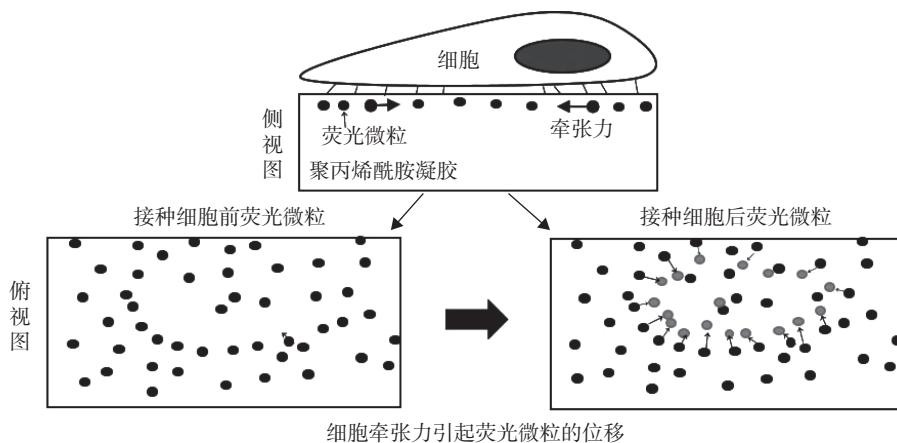 细胞
侧视图
荧光微粒
牵张力
聚丙烯酰胺凝胶
接种细胞前荧光微粒
接种细胞后荧光微粒
俯视图
细胞牵张力引起荧光微粒的位移